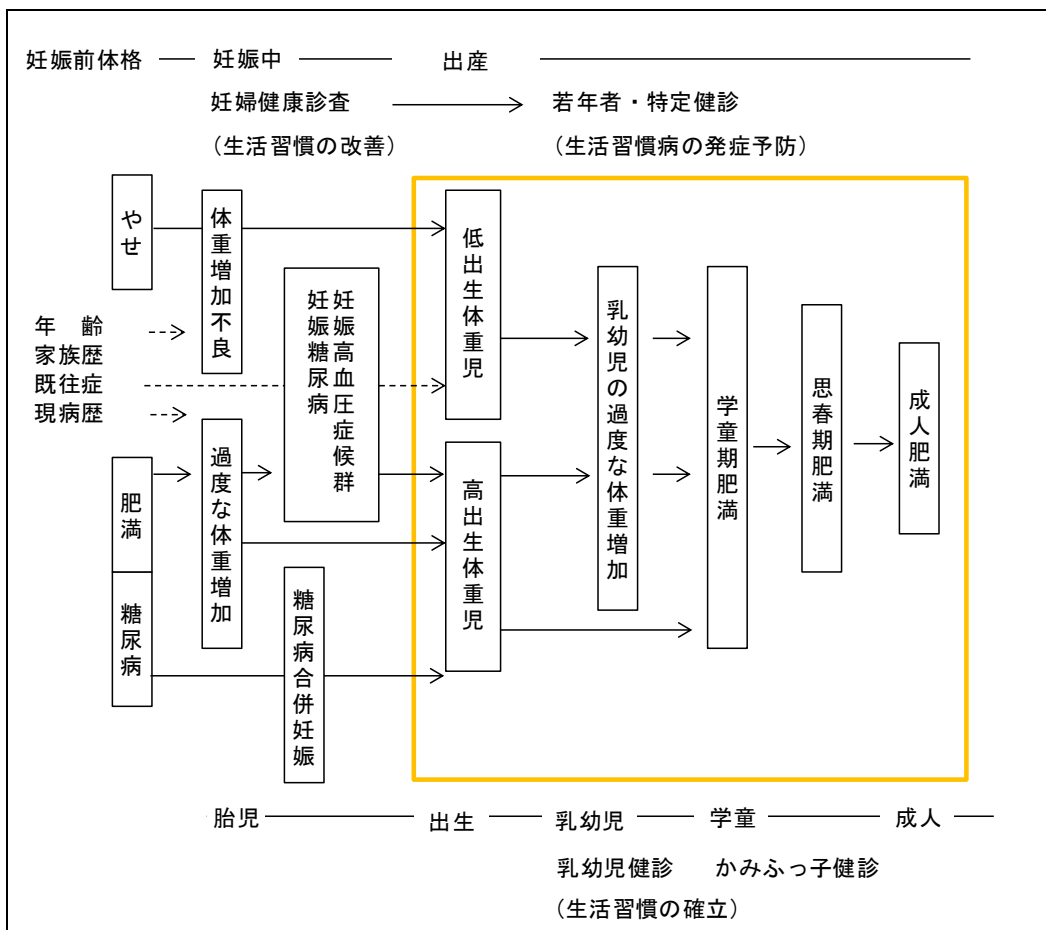 妊娠前体格
妊娠中
出産
妊婦健康診査
若年者・特定健診
(生活習慣の改善)
(生活習慣病の発症予防)
やせ
体重増加不良
低出生体重児
妊娠高血圧症候群
妊娠糖尿病
乳幼児の過度な体重増加
学童期肥満
思春期肥満
成人肥満
年　齢
家族歴
既往症
現病歴
過度な体重増加
高出生体重児
肥満
糖尿病
糖尿病合併妊娠
胎児
出生
乳幼児
学童
成人
乳幼児健診
かみふっ子健診
(生活習慣の確立)